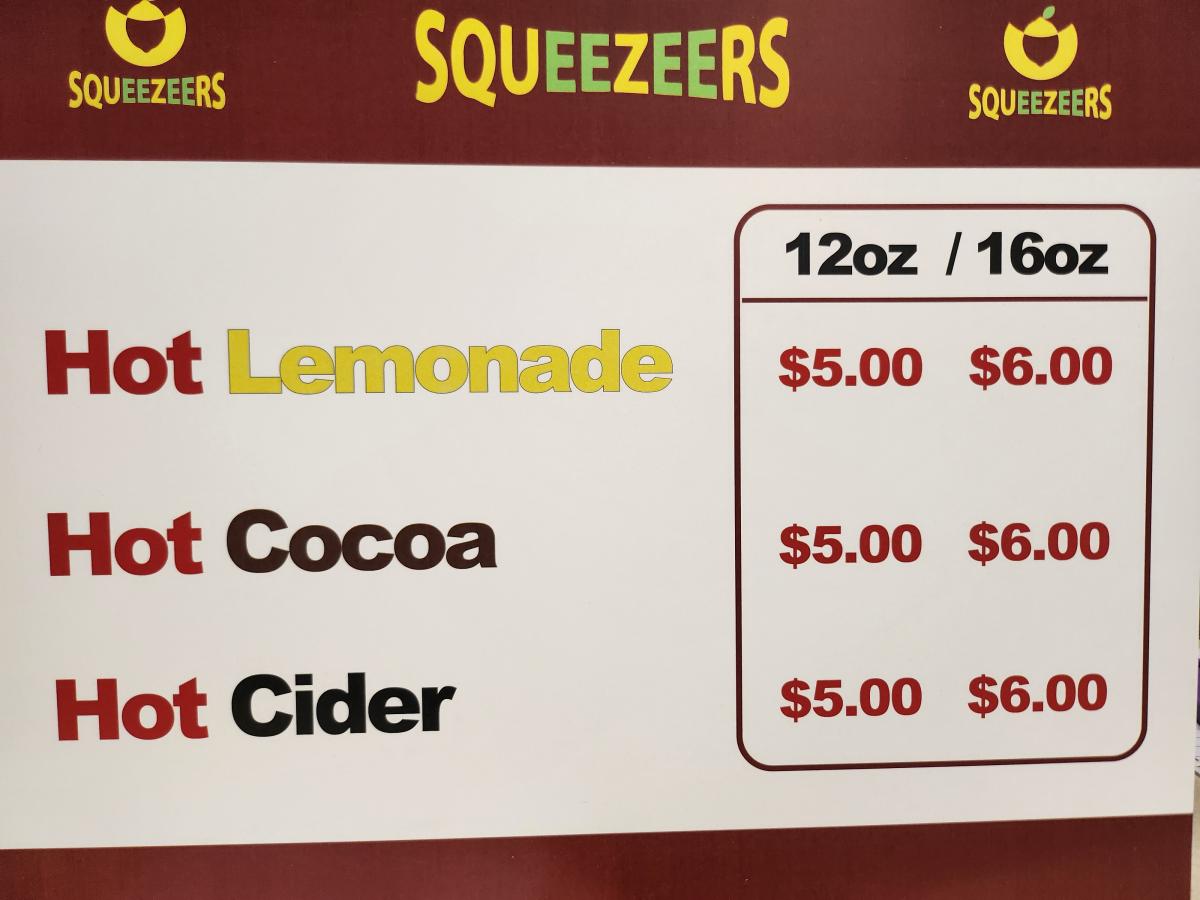 SQUEEZEERS SQUEEZEERS SQUEEZEERS
12oz / 16oz
Hot Lemonade $5.00 $6.00
Hot Cocoa $5.00 $6.00
Hot Cider $5.00 $6.00